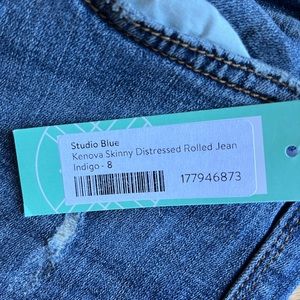 Studio Blue
Kenova Skinny Distressed Rolled Jean
Indigo - 8
177946873